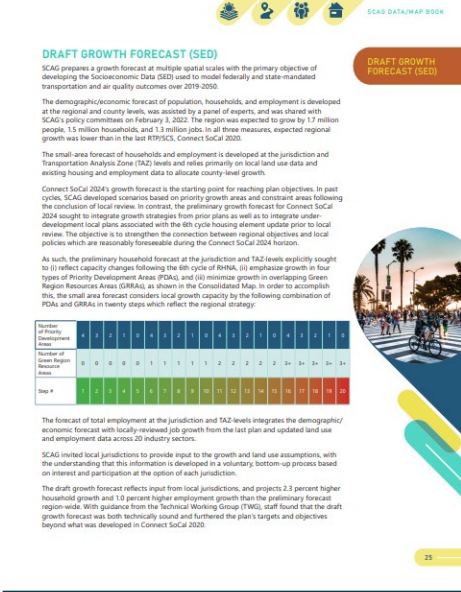 SCAG DATA/MAP BOOK
DRAFT GROWTH FORECAST (SED)
SCAG prepares a growth forecast at multiple spatial scales with the primary objective of
developing the Socioeconomic Data (SED) used to model federally and state-mandated
transportation and air quality outcomes over 2019-2050.
The demographic/economic forecast of population, households, and employment is developed
at the regional and county levels, was assisted by a panel of experts, and was shared with
SCAG's policy committees on February 3, 2022. The region was expected to grow by 1.7 million
people, 1.5 million households, and 1.3 million jobs. In all three measures, expected regional
growth was lower than in the last RTP/SCS, Connect SoCal 2020.
The small-area forecast of households and employment is developed at the jurisdiction and
Transportation Analysis Zone (TAZ) levels and relies primarily on local land use data and
existing housing and employment data to allocate county-level growth.
Connect SoCal 2024's growth forecast is the starting point for reaching plan objectives. In past
cycles, SCAG developed scenarios based on priority growth areas and constraint areas following
the conclusion of local review. In contrast, the preliminary growth forecast for Connect SoCal
2024 sought to integrate growth strategies from prior plans as well as to integrate under-
development local plans associated with the 6th cycle housing element update prior to local
review. The objective is to strengthen the connection between regional objectives and local
policies which are reasonably foreseeable during the Connect SoCal 2024 horizon.
As such, the preliminary household forecast at the jurisdiction and TAZ-levels explicitly sought
to (i) reflect capacity changes following the 6th cycle of RHNA, (ii) emphasize growth in four
types of Priority Development Areas (PDAs), and (iii) minimize growth in overlapping Green
Region Resources Areas (GRRAs), as shown in the Consolidated Map. In order to accomplish
this, the small area forecast considers local growth capacity by the following combination of
PDAs and GRRAs in twenty steps which reflect the regional strategy:
Number
of Priority
Development
Areas
4 3 2 1 0 4 3 2 1 0 4 3 2 1 0 4 3 2 1 0
Number of
Green Region
Resource
Areas
0 0 0 0 0 1 1 1 1 1 2 2 2 2 2 3+ 3+ 3+ 3+ 3+
Step #
1 2 3 4 5 6 7 8 9 10 11 12 13 14 15 16 17 18 19 20
The forecast of total employment at the jurisdiction and TAZ-levels integrates the demographic/
economic forecast with locally-reviewed job growth from the last plan and updated land use
and employment data across 20 industry sectors.
SCAG invited local jurisdictions to provide input to the growth and land use assumptions, with
the understanding that this information is developed in a voluntary, bottom-up process based
on interest and participation at the option of each jurisdiction.
The draft growth forecast reflects input from local jurisdictions, and projects 2.3 percent higher
household growth and 1.0 percent higher employment growth than the preliminary forecast
region-wide. With guidance from the Technical Working Group (TWG), staff found that the draft
growth forecast was both technically sound and furthered the plan's targets and objectives
beyond what was developed in Connect SoCal 2020.
DRAFT GROWTH
FORECAST (SED)
25